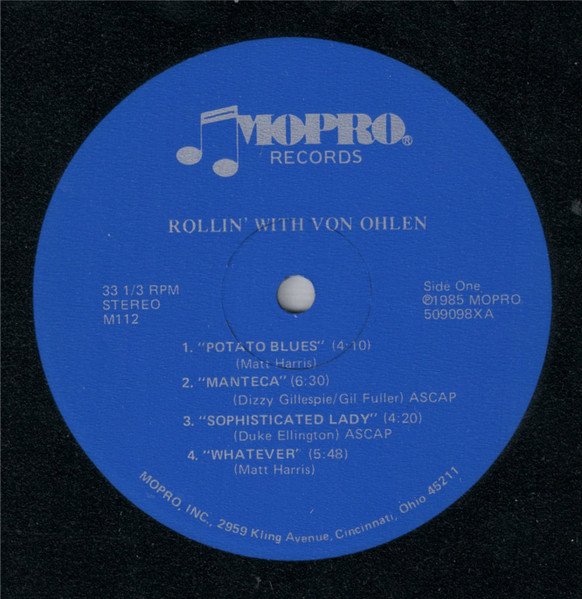 MOPRO®
RECORDS
ROLLIN' WITH VON OHLEN
33 1/3 RPM
STEREO
M112
Side One
℗1985 MOPRO
509098XA
1. "POTATO BLUES" (4:10)
(Matt Harris)
2. "MANTECA" (6:30)
(Dizzy Gillespie/Gil Fuller) ASCAP
3. "SOPHISTICATED LADY" (4:20)
(Duke Ellington) ASCAP
4. "WHATEVER' (5:48)
(Matt Harris)
MOPRO, INC., 2959 Kling Avenue, Cincinnati, Ohio 45211